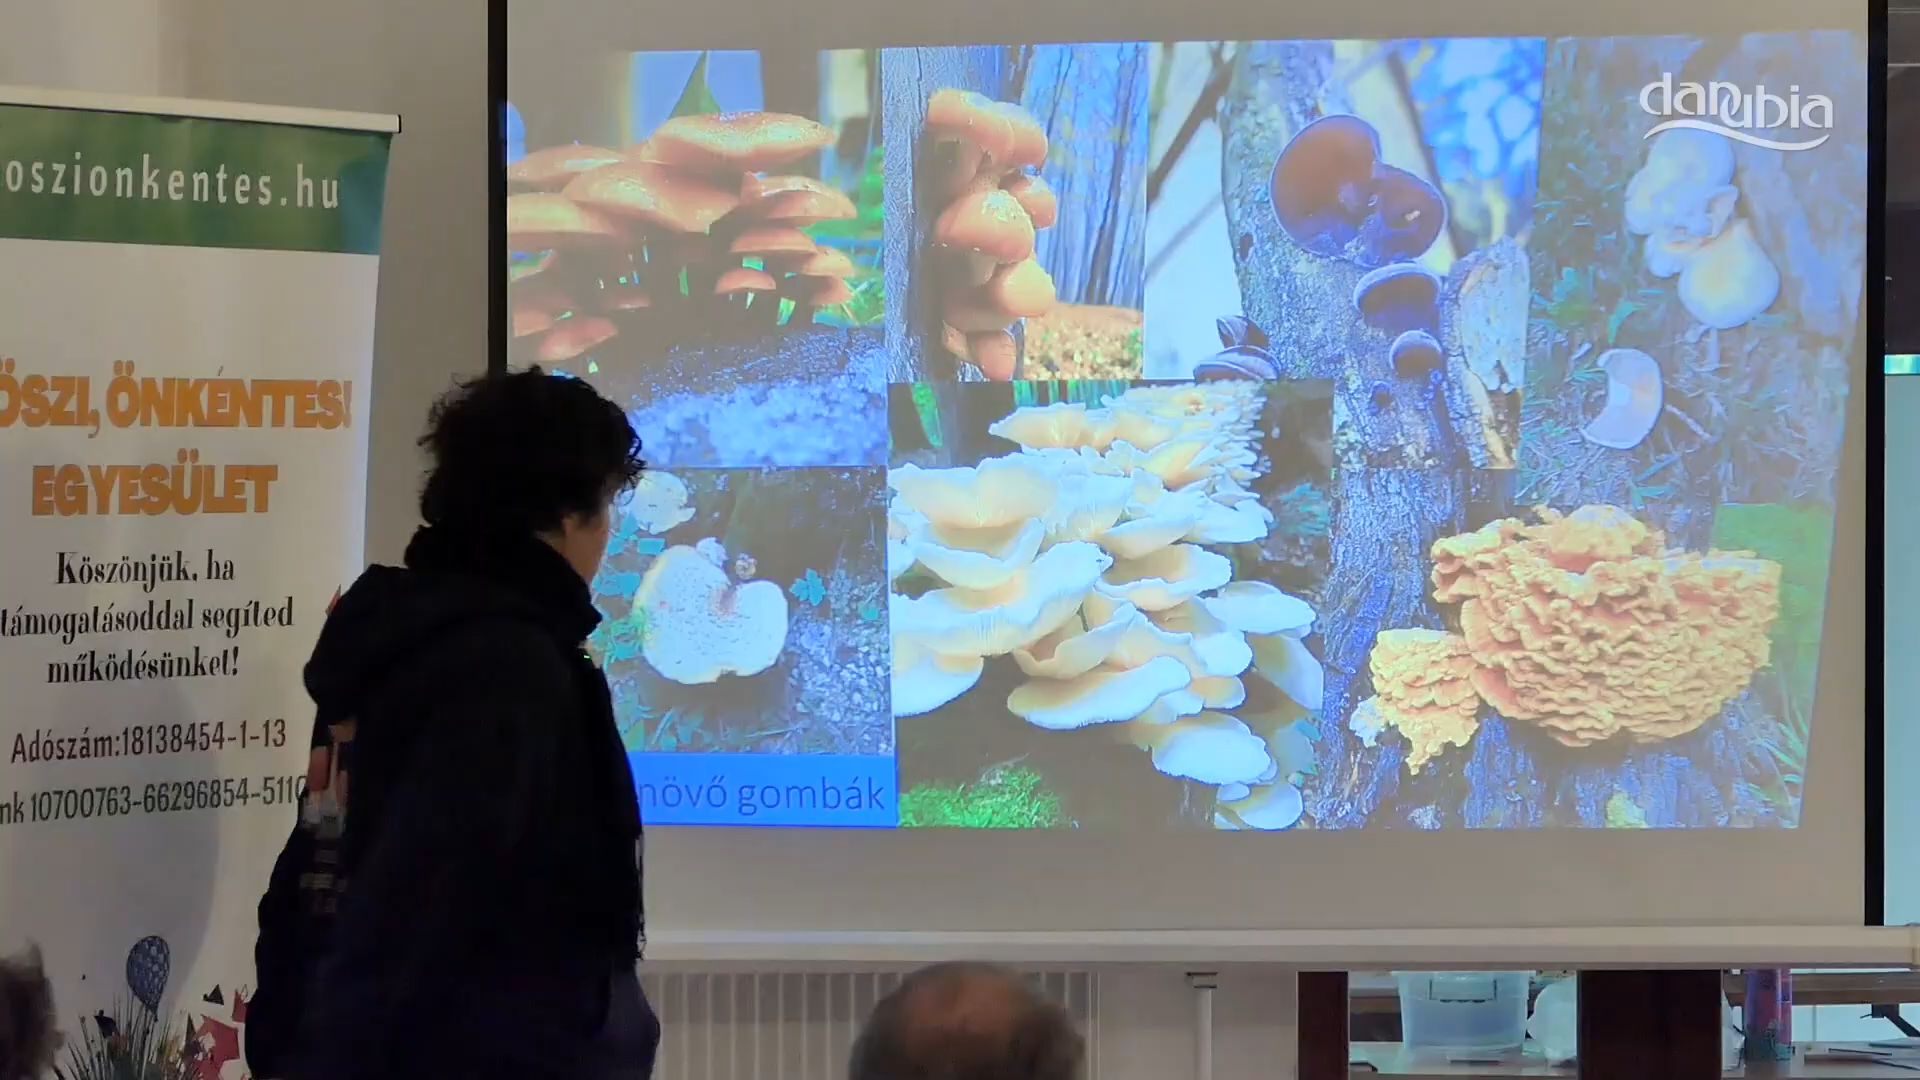 oszionkentes.hu
ŐSZI, ÖNKÉNTES!
EGYESÜLET
Köszönjük, ha
támogatásoddal segíted
működésünket!
Adószám:18138454-1-13
nk 10700763-66296854-5110
növő gombák
danubia